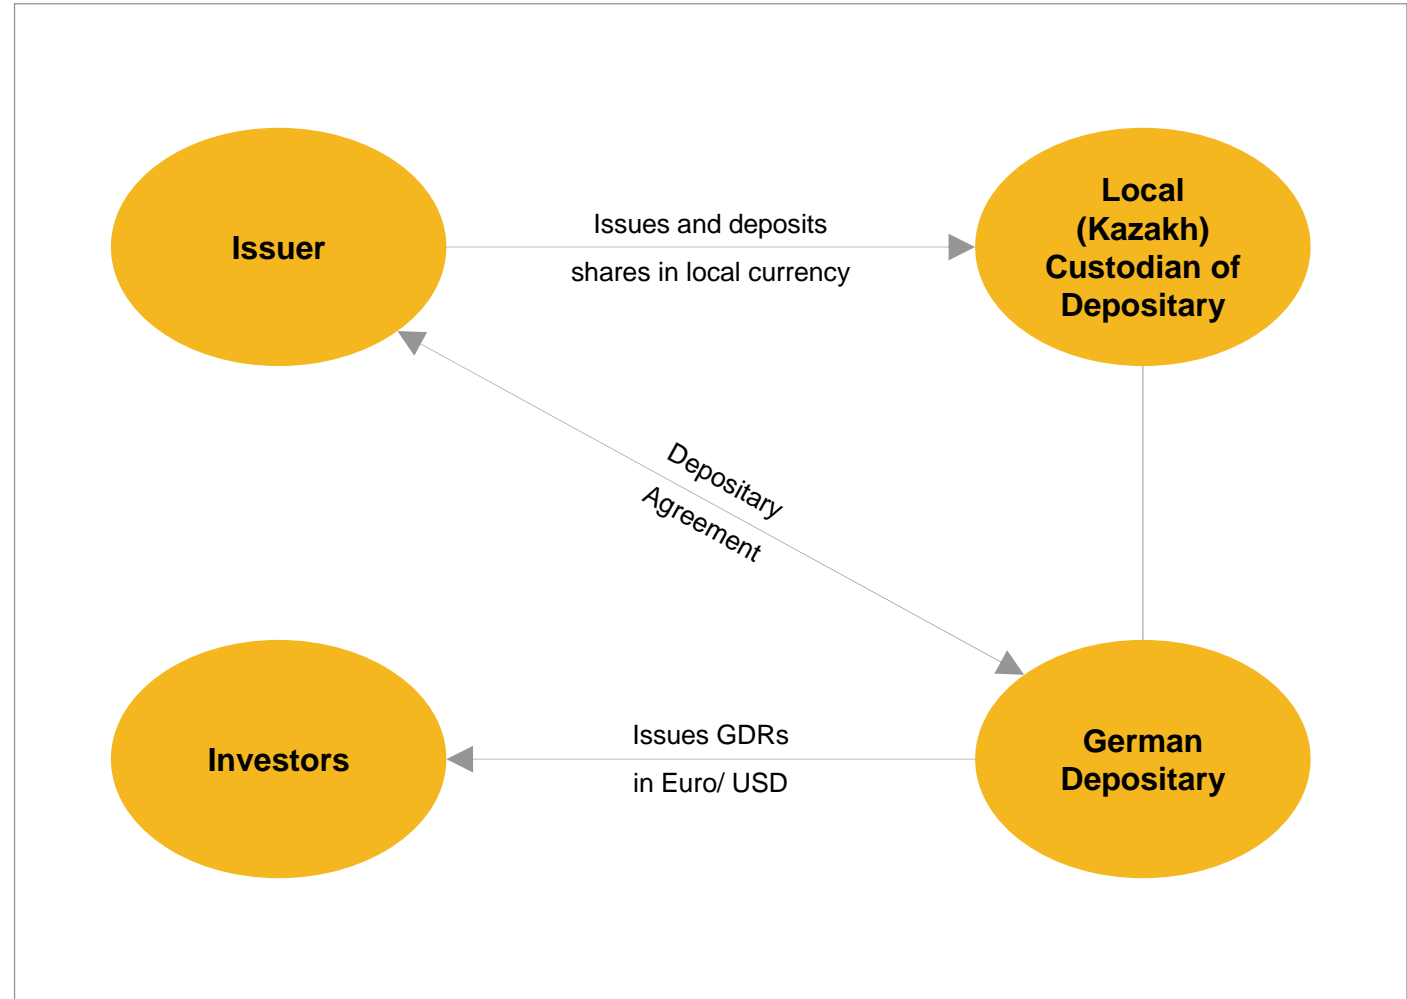 Issuer
Issues and deposits
shares in local currency
Local
(Kazakh)
Custodian of
Depositary
Depositary
Agreement
Investors
Issues GDRs
in Euro/ USD
German
Depositary